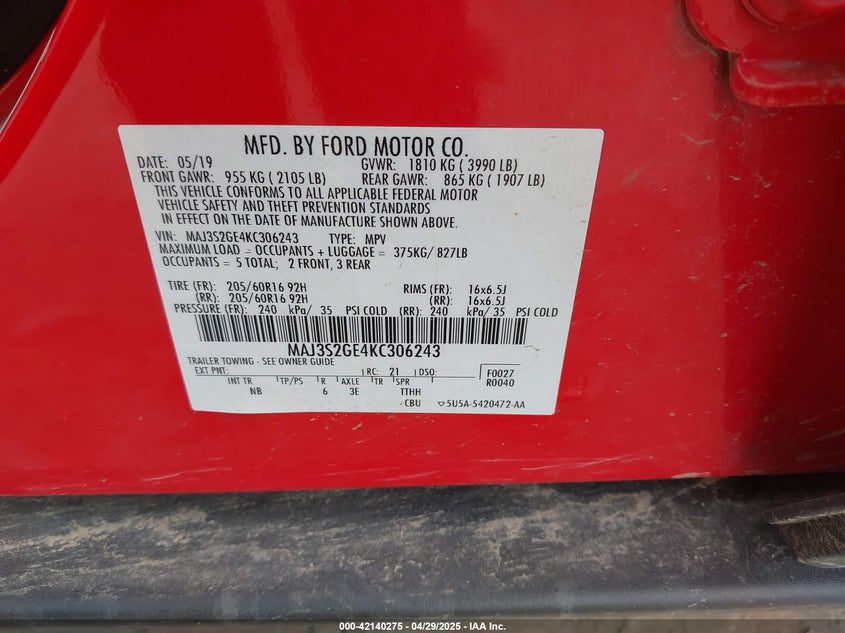 MFD. BY FORD MOTOR CO.
DATE: 05/19 GVWR: 1810 KG ( 3990 LB)
FRONT GAWR: 955 KG ( 2105 LB) REAR GAWR: 865 KG ( 1907 LB)
THIS VEHICLE CONFORMS TO ALL APPLICABLE FEDERAL MOTOR
VEHICLE SAFETY AND THEFT PREVENTION STANDARDS
IN EFFECT ON THE DATE OF MANUFACTURE SHOWN ABOVE.
VIN: MAJ3S2GE4KC306243 TYPE: MPV
MAXIMUM LOAD = OCCUPANTS + LUGGAGE = 375KG/ 827LB
OCCUPANTS = 5 TOTAL; 2 FRONT, 3 REAR
TIRE (FR): 205/60R16 92H RIMS (FR): 16x6.5J
(RR): 205/60R16 92H (RR): 16x6.5J
PRESSURE (FR): 240 kPa/ 35 PSI COLD (RR): 240 kPa/ 35 PSI COLD
MAJ3S2GE4KC306243
TRAILER TOWING - SEE OWNER GUIDE
EXT PNT: RC: 21 DSO: F0027
INT TR TP/PS R AXLE TR SPR R0040
NB 6 3E TTHH
CBU ▽5U5A-5420472-AA
000-42140275 | 04/29/2025 | IAA Inc.